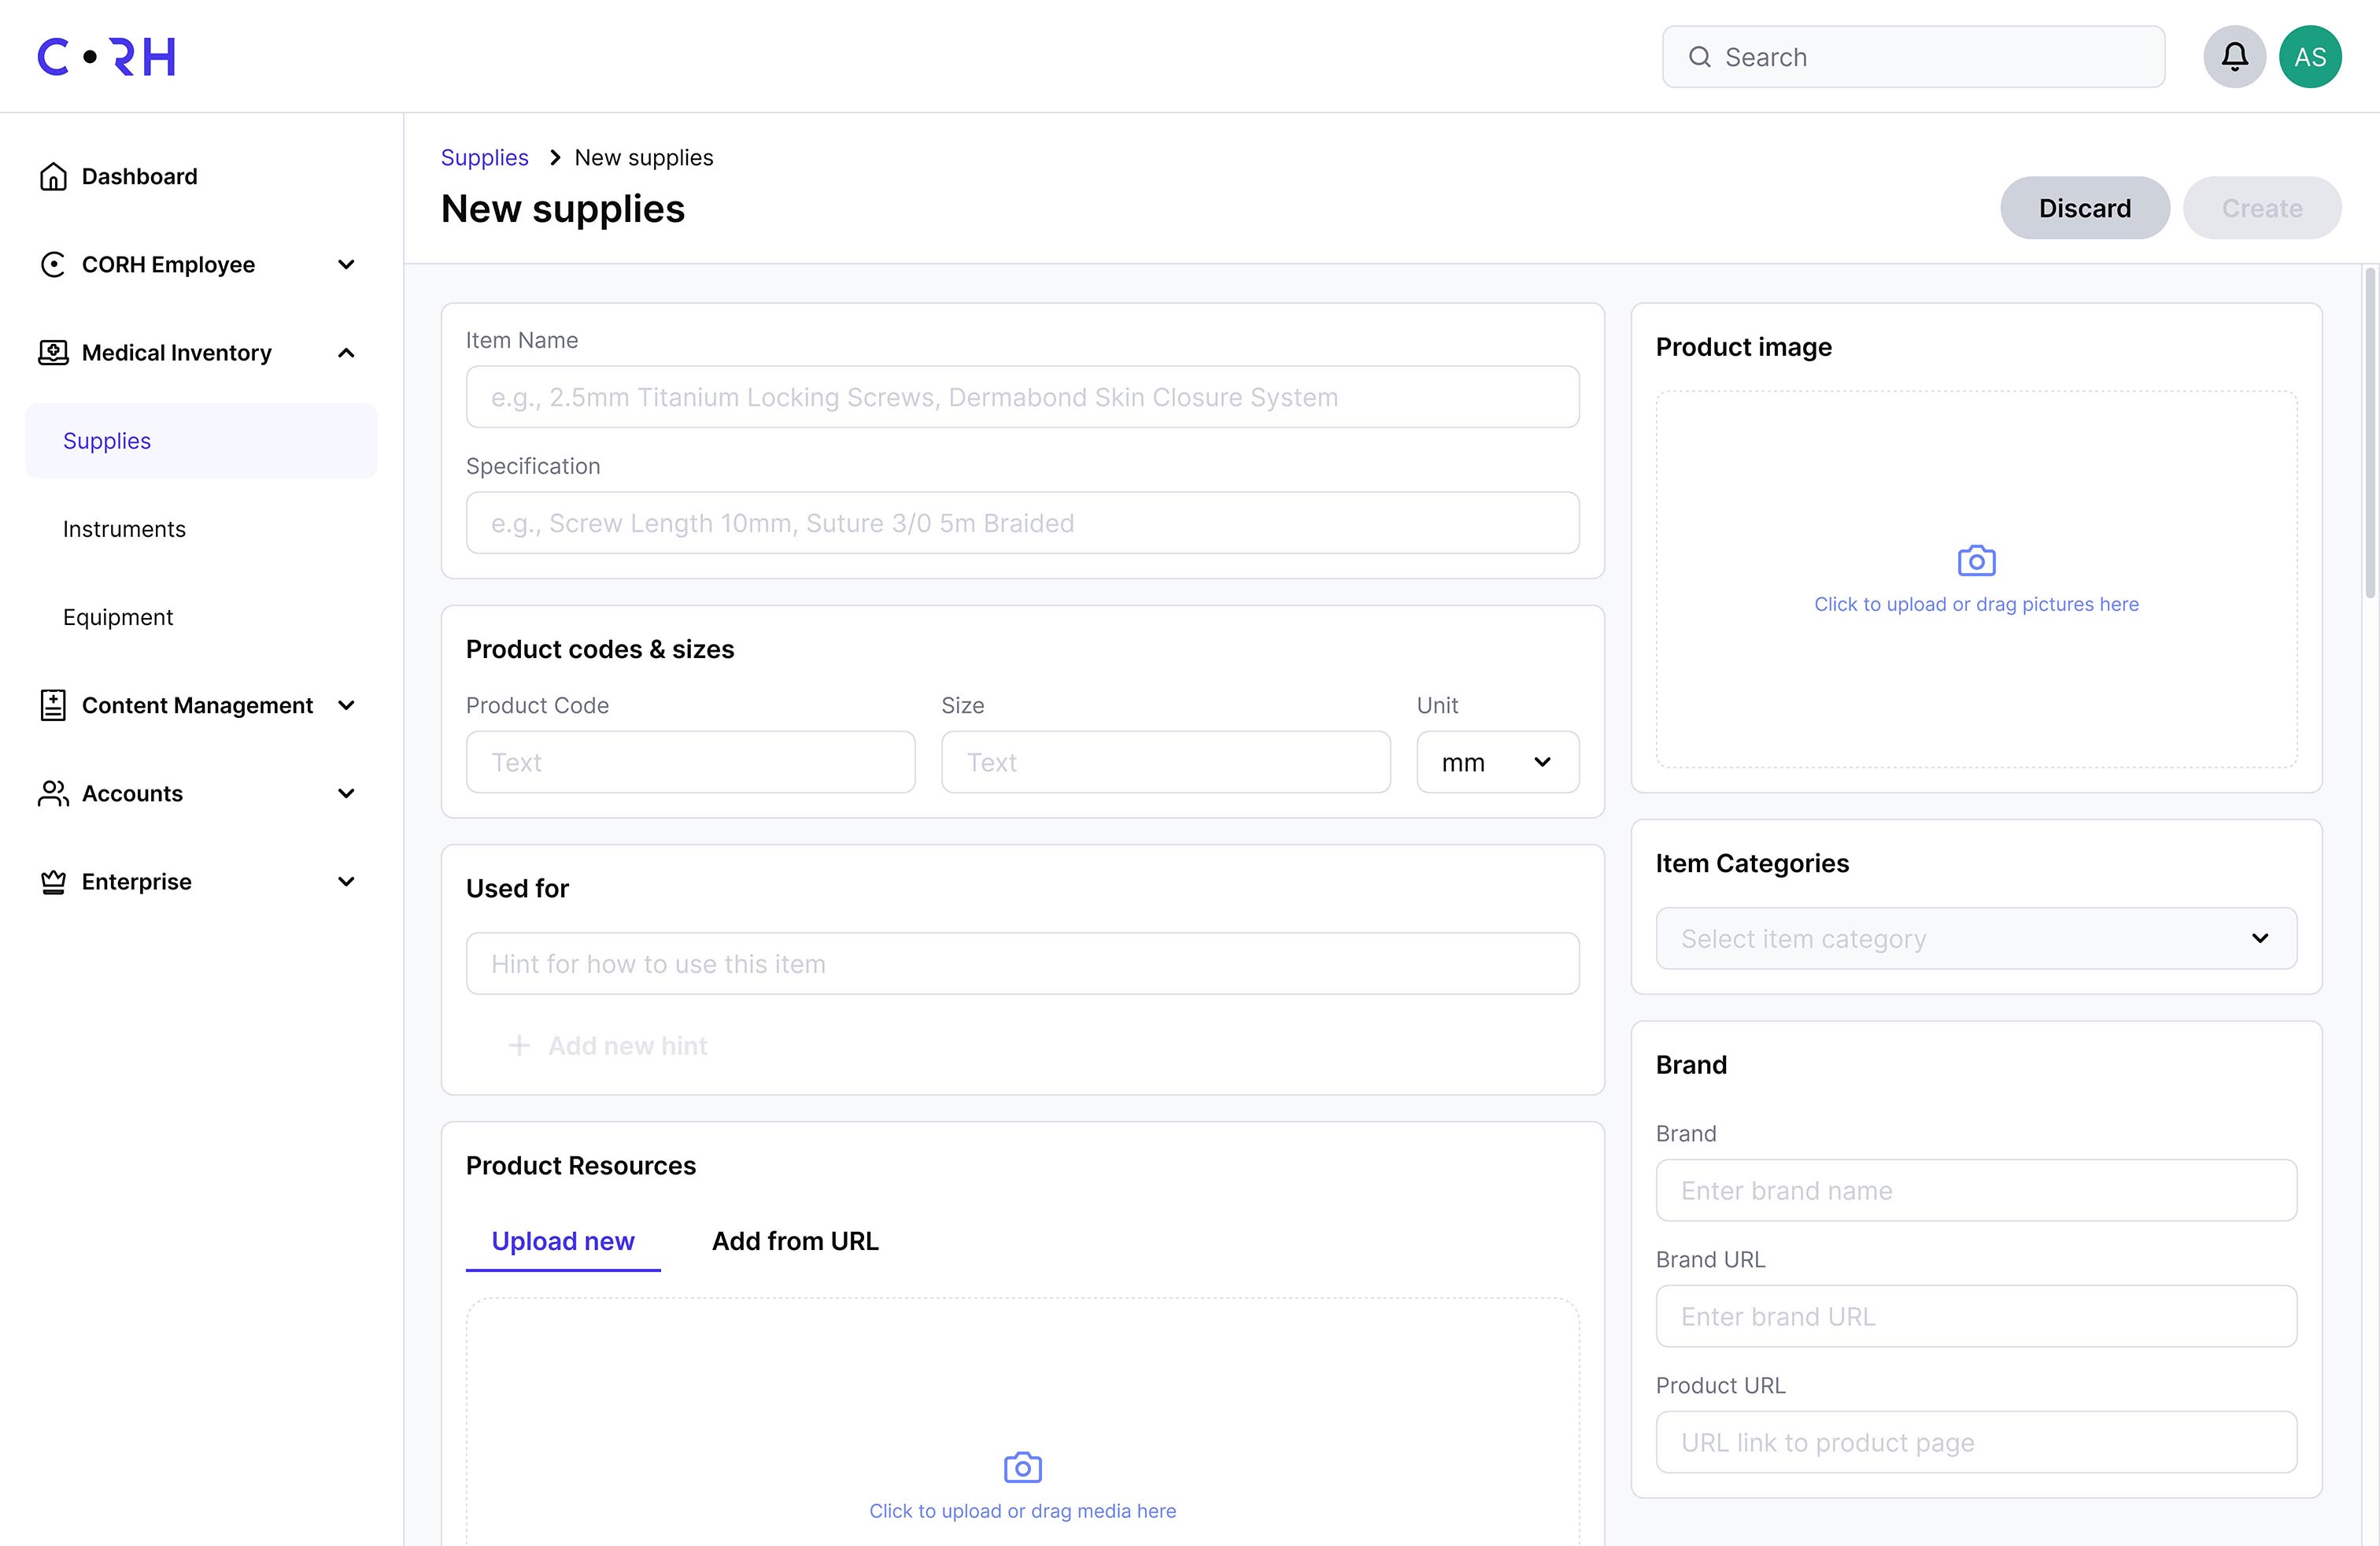 C•RH
Search
AS
Dashboard
CORH Employee
Medical Inventory
Supplies
Instruments
Equipment
Content Management
Accounts
Enterprise
Supplies > New supplies
New supplies
Discard
Create
Item Name
e.g., 2.5mm Titanium Locking Screws, Dermabond Skin Closure System
Specification
e.g., Screw Length 10mm, Suture 3/0 5m Braided
Product codes & sizes
Product Code Size Unit
Text Text mm
Used for
Hint for how to use this item
+ Add new hint
Product Resources
Upload new Add from URL
Click to upload or drag media here
Product image
Click to upload or drag pictures here
Item Categories
Select item category
Brand
Brand
Enter brand name
Brand URL
Enter brand URL
Product URL
URL link to product page